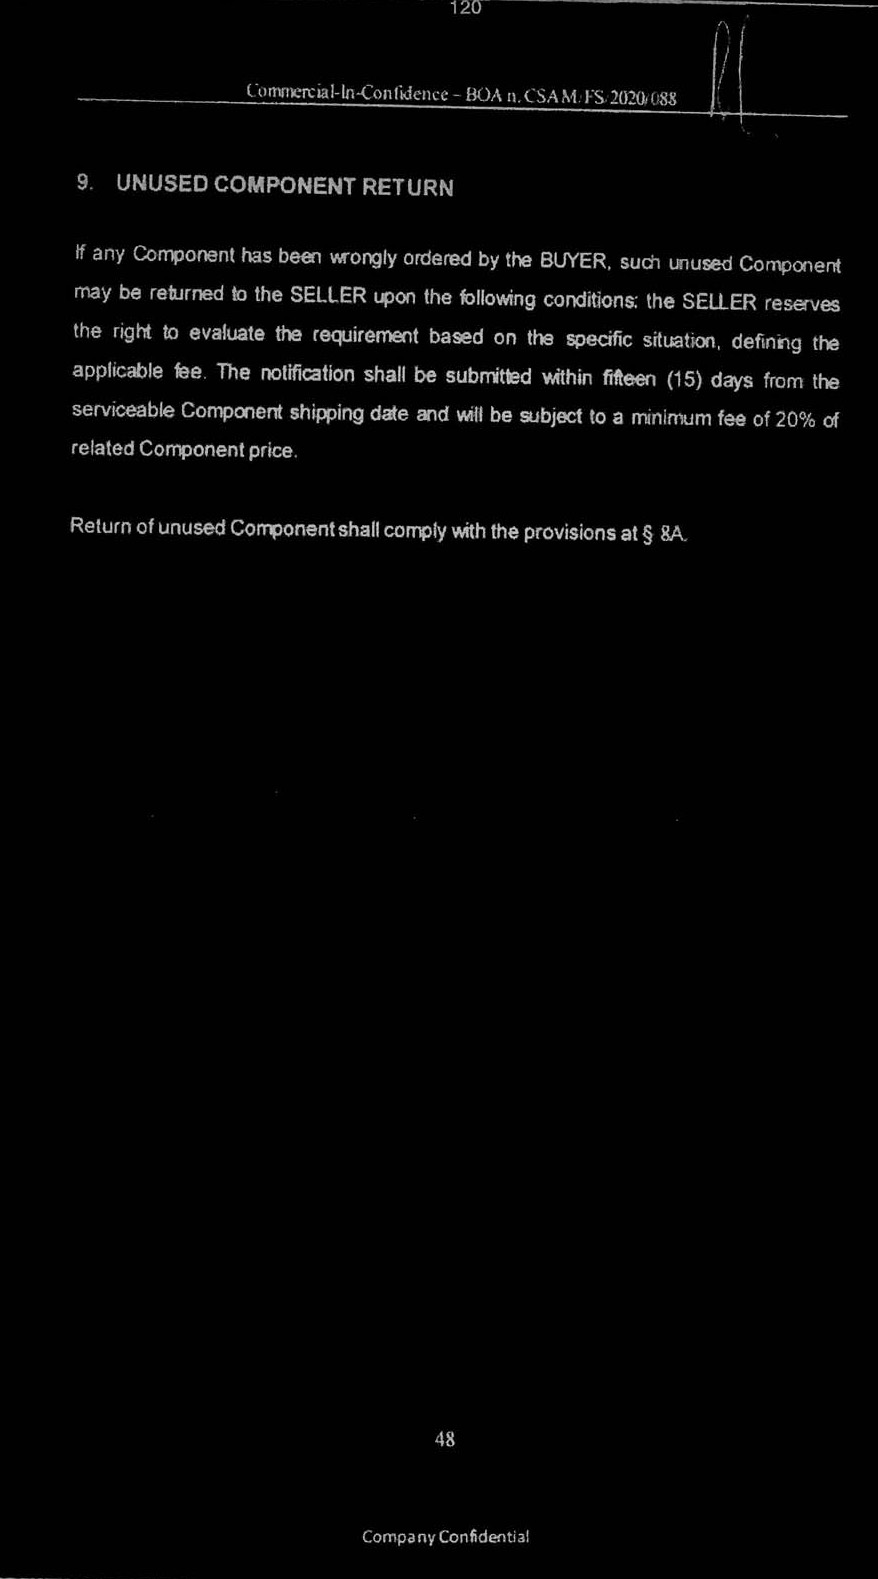 120
Commercial-In-Confidence – BOA n. CSAM/FS/2020/088
9. UNUSED COMPONENT RETURN
If any Component has been wrongly ordered by the BUYER, such unused Component
may be returned to the SELLER upon the following conditions: the SELLER reserves
the right to evaluate the requirement based on the specific situation, defining the
applicable fee. The notification shall be submitted within fifteen (15) days from the
serviceable Component shipping date and will be subject to a minimum fee of 20% of
related Component price.
Return of unused Component shall comply with the provisions at § 8A.
48
Company Confidential